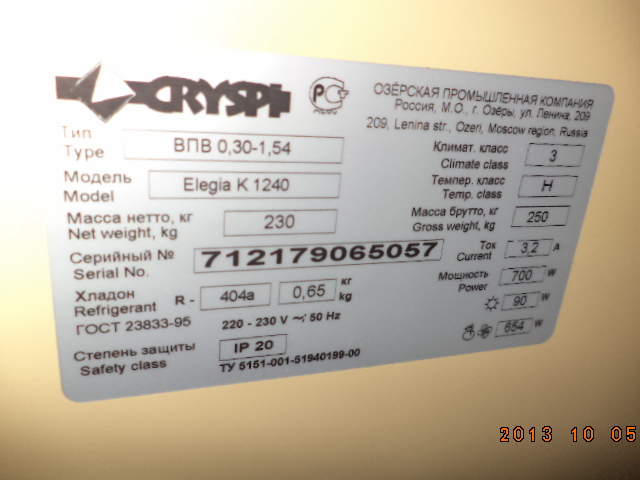 CRYSPI
РСТ
ОЗЁРСКАЯ ПРОМЫШЛЕННАЯ КОМПАНИЯ
Россия, М.О., г. Озёры, ул. Ленина, 209
209, Lenina str., Ozeri, Moscow region, Russia
Тип
Type
ВПВ 0,30-1,54
Климат. класс
Climate class
3
Модель
Model
Elegia K 1240
Темпер. класс
Temp. class
Н
Масса нетто, кг
Net weight, kg
230
Масса брутто, кг
Gross weight, kg
250
Серийный №
Serial No.
712179065057
Ток
Current
3,2 A
Хладон
Refrigerant
R - 404a
0,65 кг
kg
Мощность
Power
700 W
ГОСТ 23833-95
220 - 230 V ~; 50 Hz
90 W
Степень защиты
Safety class
IP 20
654 W
ТУ 5151-001-51940199-00
2013 10 05